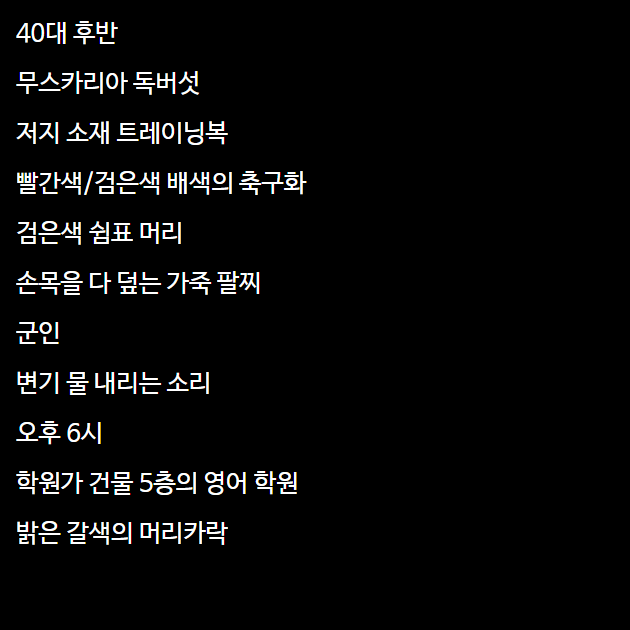 40대 후반
무스카리아 독버섯
저지 소재 트레이닝복
빨간색/검은색 배색의 축구화
검은색 쉼표 머리
손목을 다 덮는 가죽 팔찌
군인
변기 물 내리는 소리
오후 6시
학원가 건물 5층의 영어 학원
밝은 갈색의 머리카락